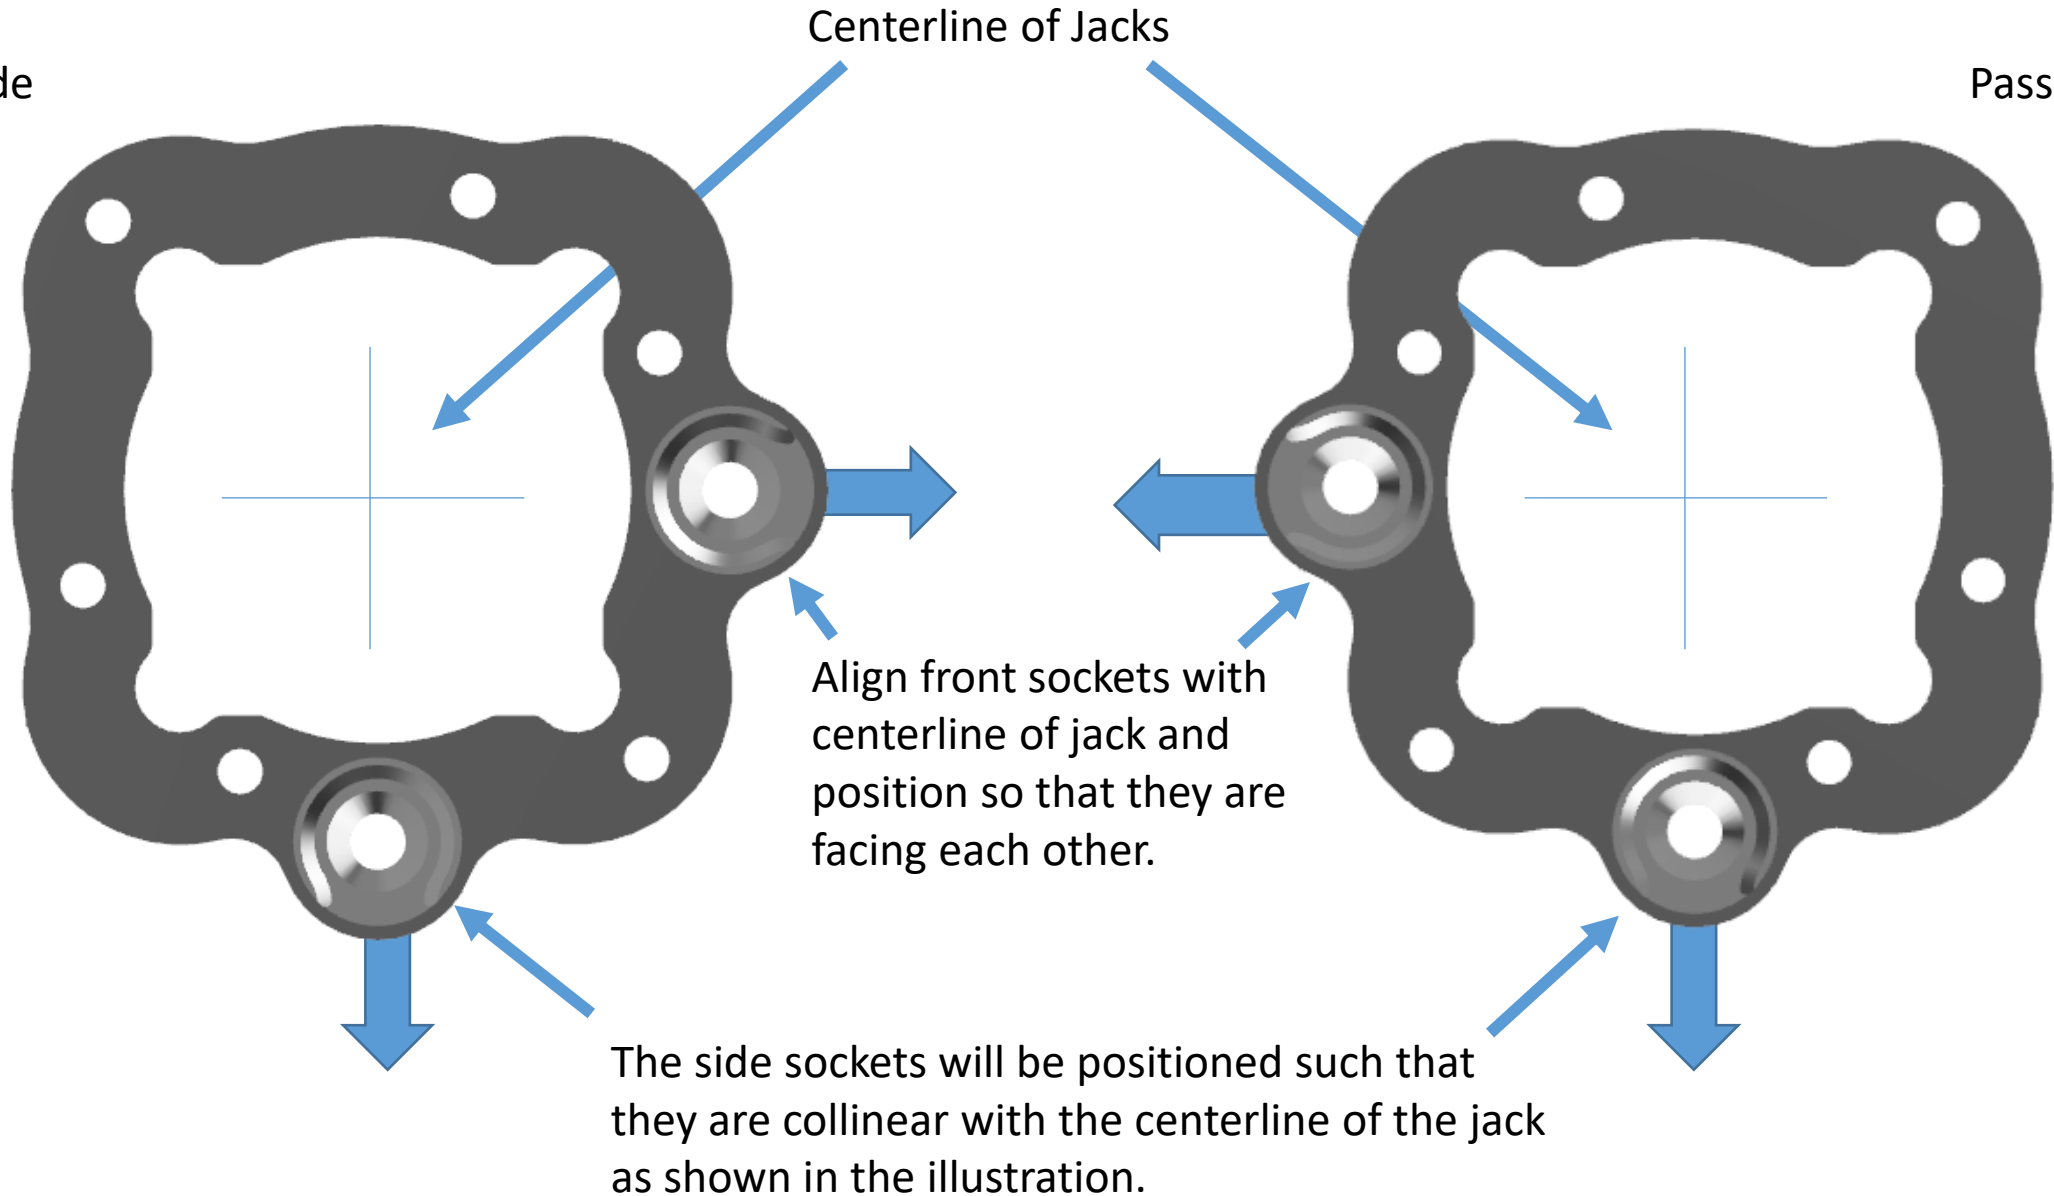 Centerline of Jacks
de
Pass
Align front sockets with
centerline of jack and
position so that they are
facing each other.
The side sockets will be positioned such that
they are collinear with the centerline of the jack
as shown in the illustration.